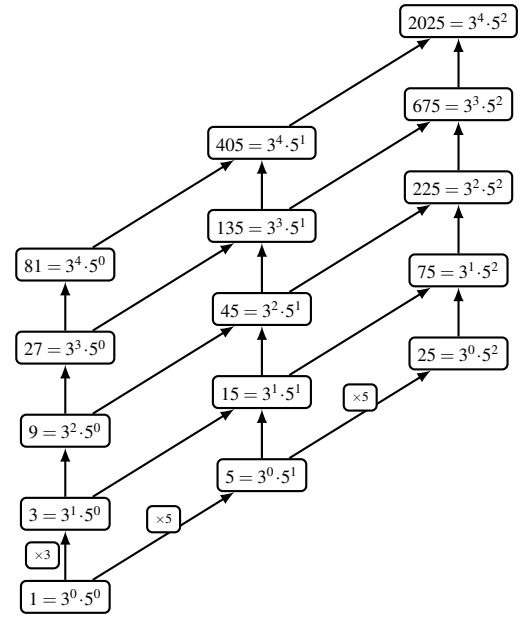 2025 = 3⁴·5²
675 = 3³·5²
405 = 3⁴·5¹
225 = 3²·5²
135 = 3³·5¹
81 = 3⁴·5⁰
75 = 3¹·5²
45 = 3²·5¹
27 = 3³·5⁰
25 = 3⁰·5²
15 = 3¹·5¹
×5
9 = 3²·5⁰
5 = 3⁰·5¹
3 = 3¹·5⁰
×5
×3
1 = 3⁰·5⁰